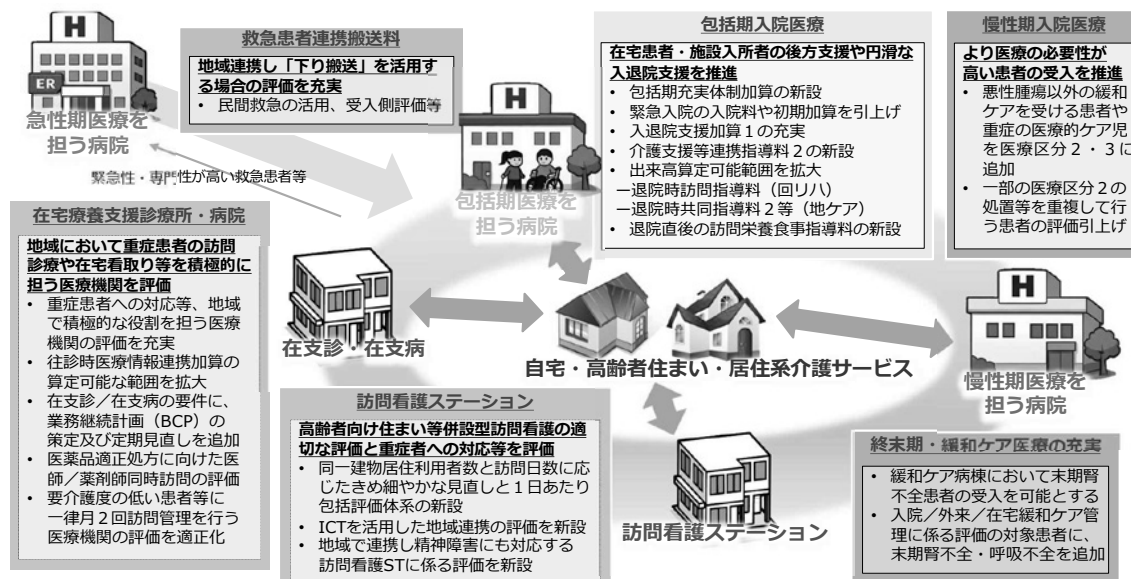 H
ER
急性期医療を
担う病院
救急患者連携搬送料
地域連携し「下り搬送」を活用す
る場合の評価を充実
• 民間救急の活用、受入側評価等
緊急性・専門性が高い救急患者等
H
包括期医療を
担う病院
包括期入院医療
在宅患者・施設入所者の後方支援や円滑な
入退院支援を推進
• 包括期充実体制加算の新設
• 緊急入院の入院料や初期加算を引上げ
• 入退院支援加算１の充実
• 介護支援等連携指導料２の新設
• 出来高算定可能範囲を拡大
ー退院時訪問指導料（回リハ）
ー退院時共同指導料２等（地ケア）
• 退院直後の訪問栄養食事指導料の新設
慢性期入院医療
より医療の必要性が
高い患者の受入を推進
• 悪性腫瘍以外の緩和
ケアを受ける患者や
重症の医療的ケア児
を医療区分２・３に
追加
• 一部の医療区分２の
処置等を重複して行
う患者の評価引上げ
在宅療養支援診療所・病院
地域において重症患者の訪問
診療や在宅看取り等を積極的に
担う医療機関を評価
• 重症患者への対応等、地域
で積極的な役割を担う医療
機関の評価を充実
• 往診時医療情報連携加算の
算定可能な範囲を拡大
• 在支診／在支病の要件に、
業務継続計画（BCP）の
策定及び定期見直しを追加
• 医薬品適正処方に向けた医
師／薬剤師同時訪問の評価
• 要介護度の低い患者等に
一律月２回訪問管理を行う
医療機関の評価を適正化
在支診・在支病
自宅・高齢者住まい・居住系介護サービス
H
慢性期医療を
担う病院
訪問看護ステーション
高齢者向け住まい等併設型訪問看護の適
切な評価と重症者への対応等を評価
• 同一建物居住利用者数と訪問日数に応
じたきめ細やかな見直しと１日あたり
包括評価体系の新設
• ICTを活用した地域連携の評価を新設
• 地域で連携し精神障害にも対応する
訪問看護STに係る評価を新設
訪問看護ステーション
終末期・緩和ケア医療の充実
• 緩和ケア病棟において末期腎
不全患者の受入を可能とする
• 入院／外来／在宅緩和ケア管
理に係る評価の対象患者に、
末期腎不全・呼吸不全を追加